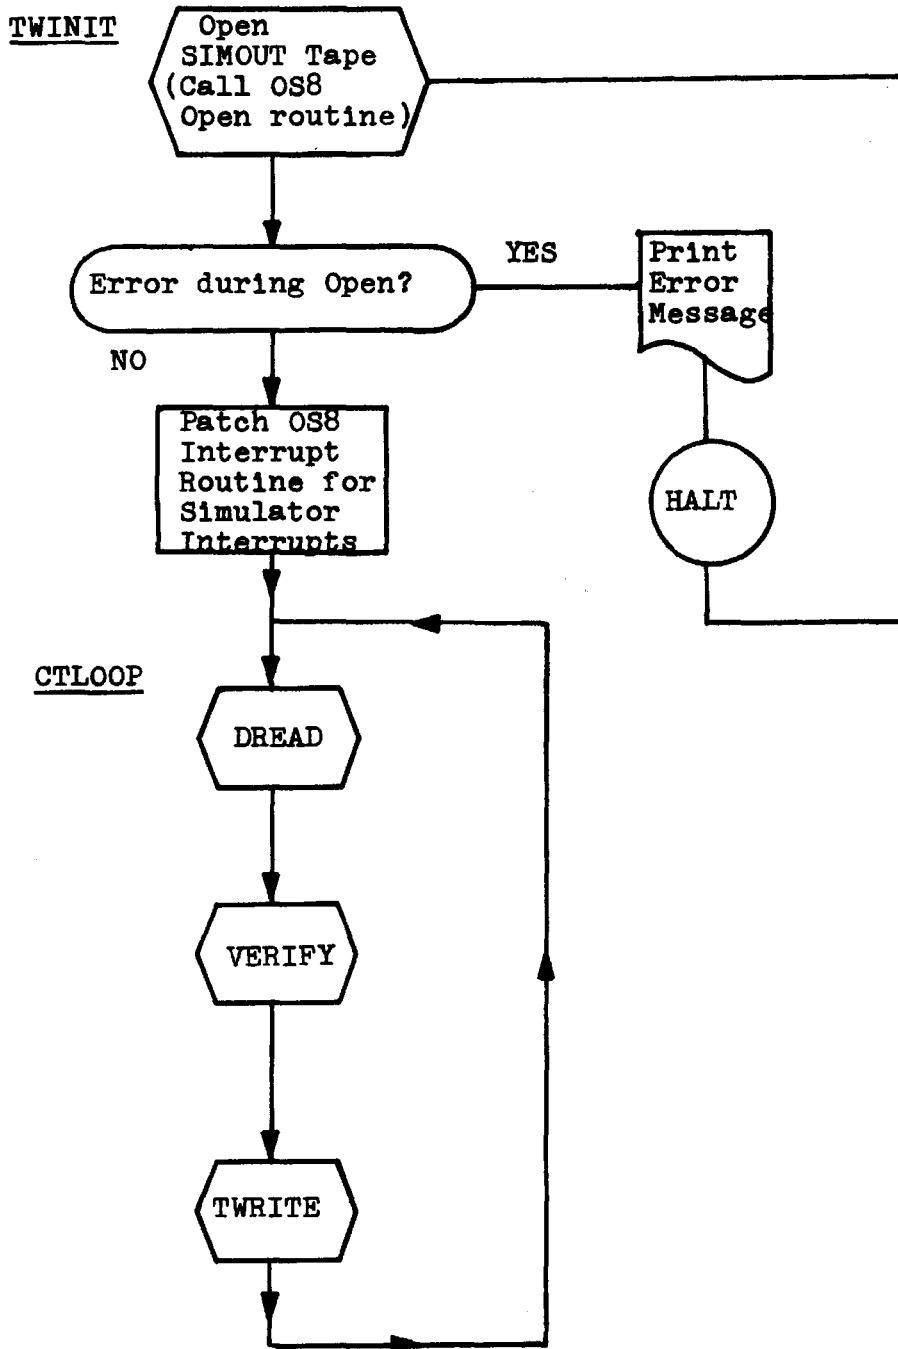 TWINIT
Open
SIMOUT Tape
(Call OS8
Open routine)
Error during Open?
YES
Print
Error
Message
NO
Patch OS8
Interrupt
Routine for
Simulator
Interrupts
HALT
CTLOOP
DREAD
VERIFY
TWRITE